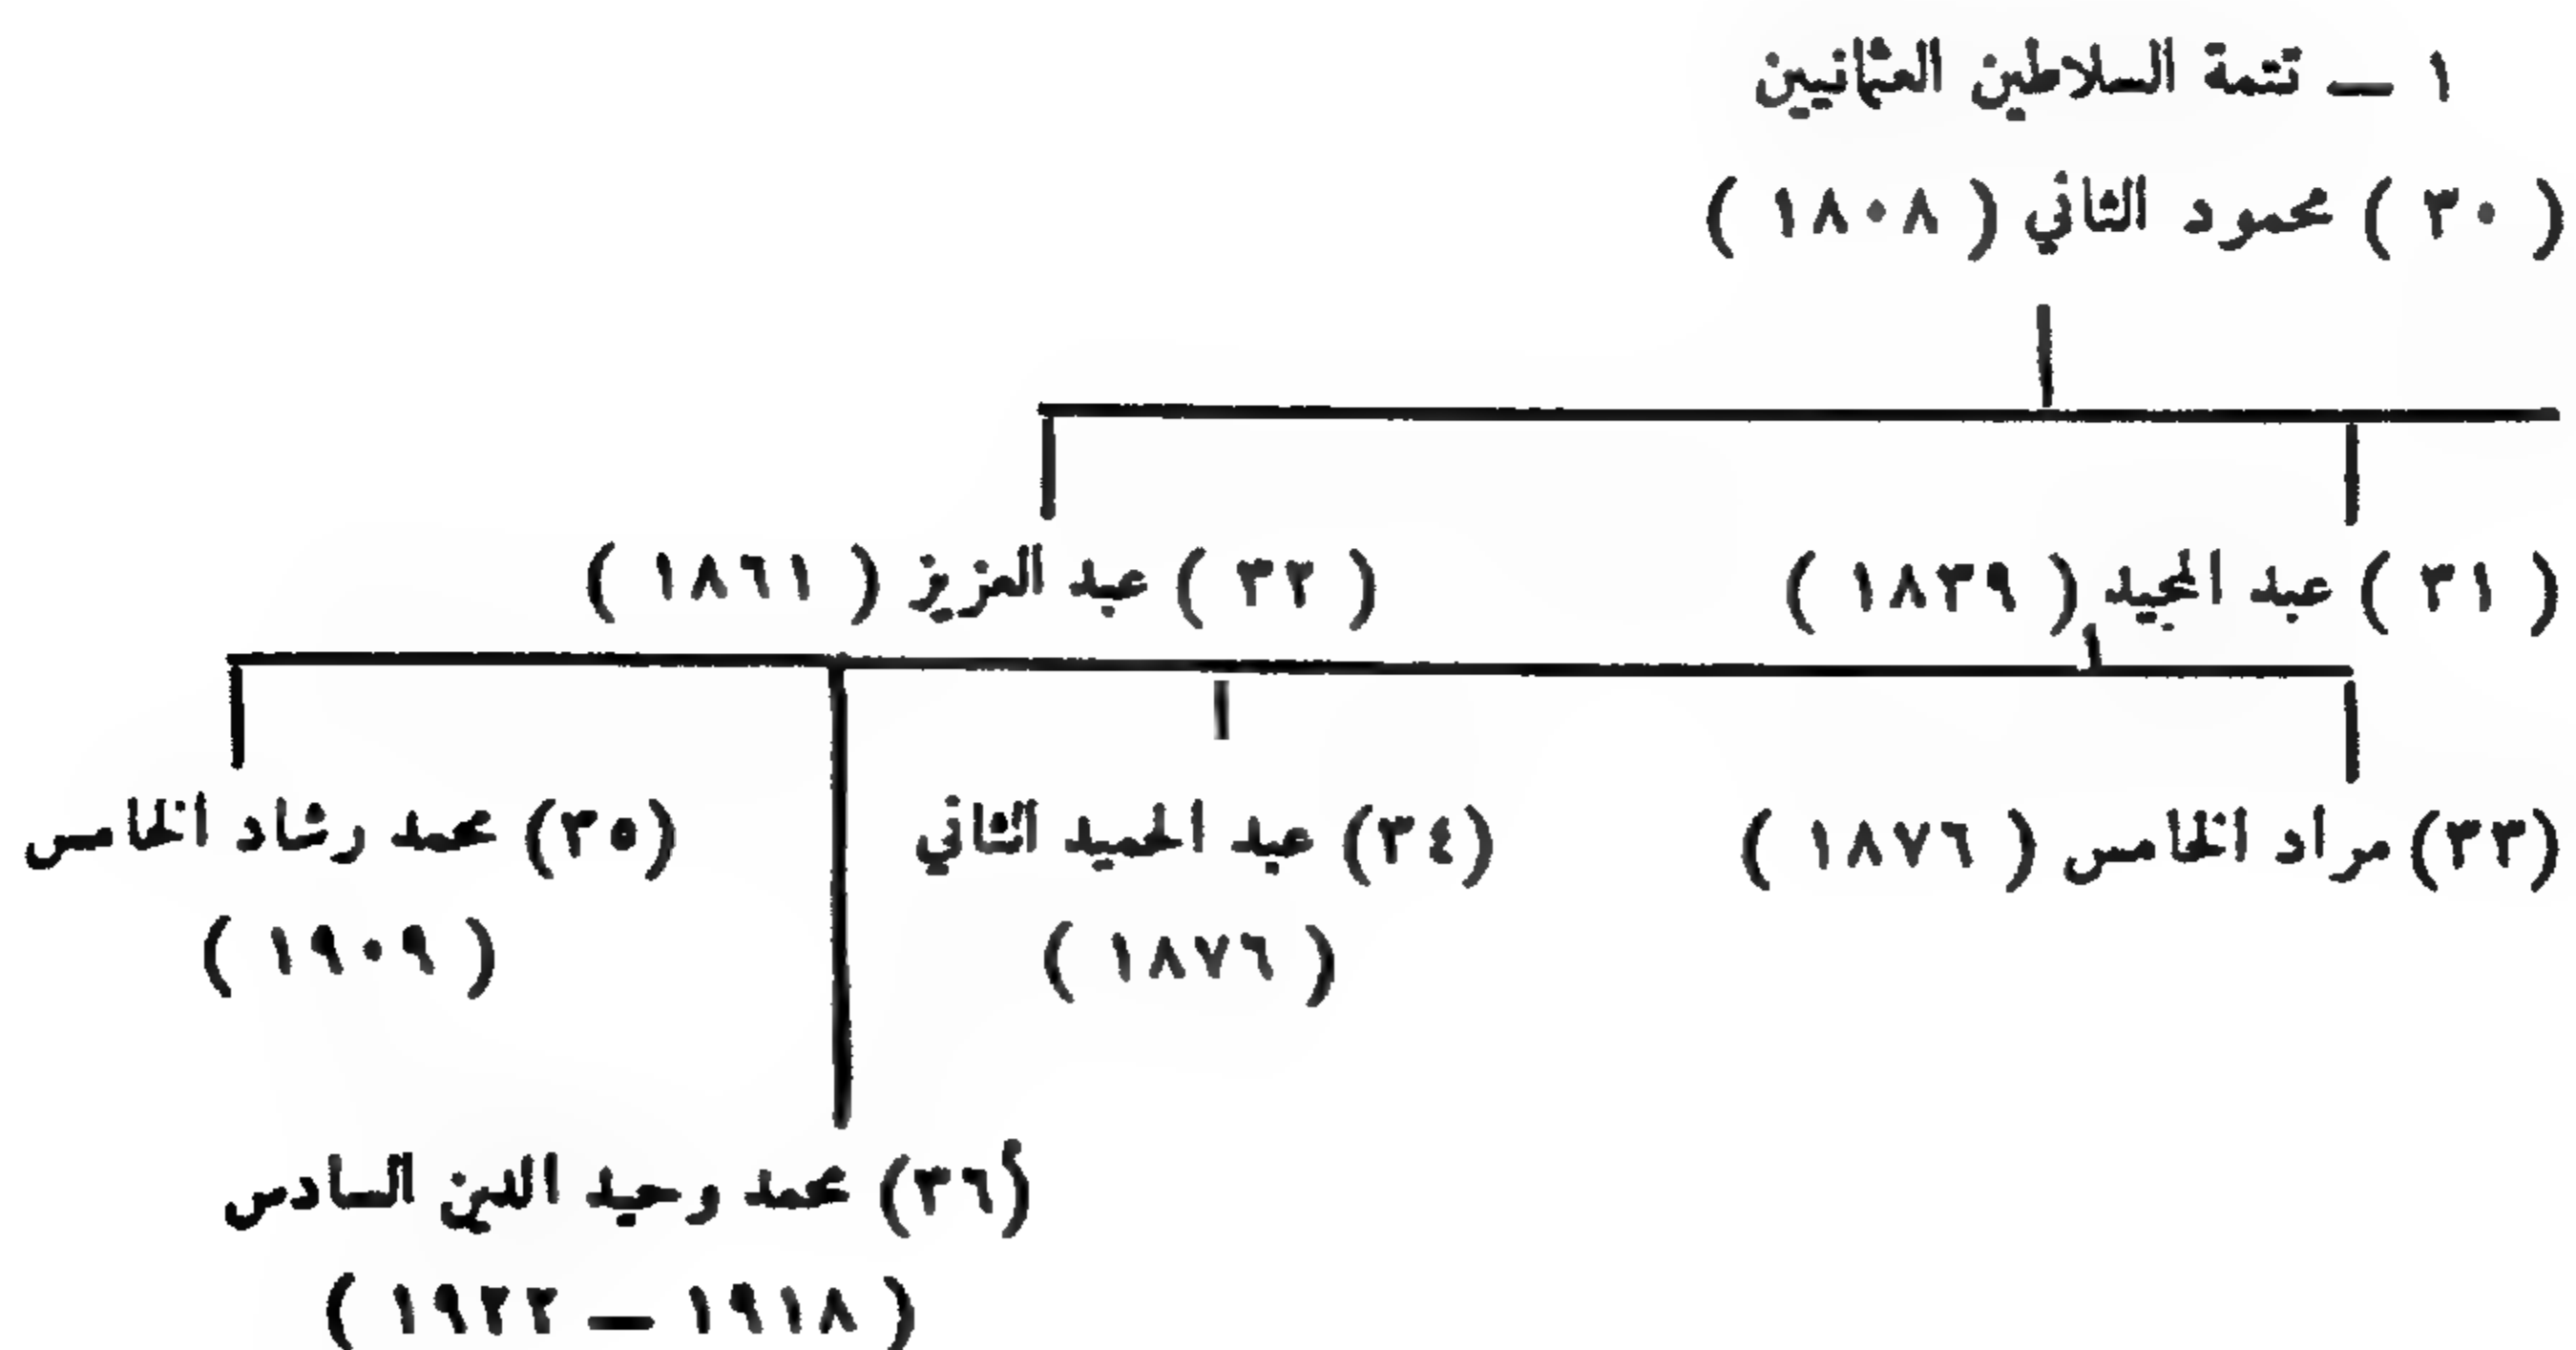 ١ — تتمة السلاطين العثمانيين
( ٣٠ ) محمود الثاني ( ١٨٠٨ )
( ٣١ ) عبد المجيد ( ١٨٣٩ )
( ٣٢ ) عبد العزيز ( ١٨٦١ )
(٣٣) مراد الخامس ( ١٨٧٦ )
(٣٤) عبد الحميد الثاني
( ١٨٧٦ )
(٣٥) محمد رشاد الخامس
( ١٩٠٩ )
(٣٦) محمد وحيد الدين السادس
( ١٩١٨ — ١٩٢٢ )